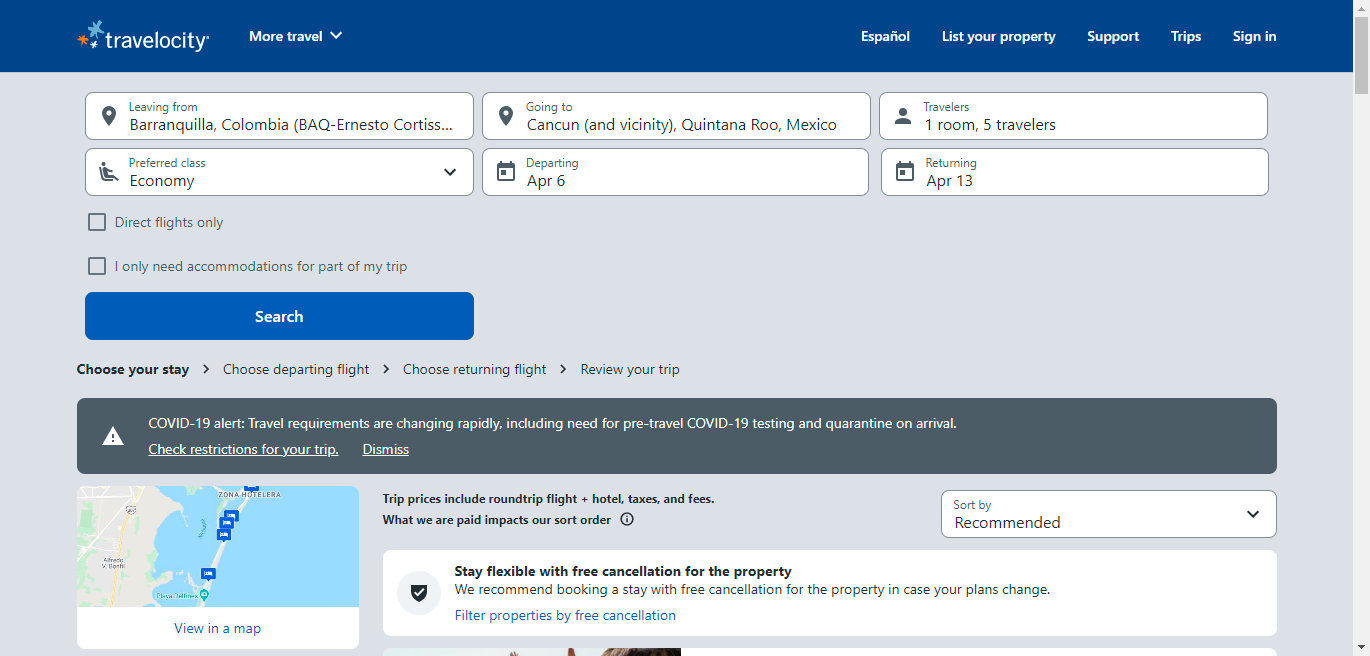 travelocity
More travel
Español
List your property
Support
Trips
Sign in
Leaving from
Barranquilla, Colombia (BAQ-Ernesto Cortiss...
Going to
Cancun (and vicinity), Quintana Roo, Mexico
Travelers
1 room, 5 travelers
Preferred class
Economy
Departing
Apr 6
Returning
Apr 13
Direct flights only
I only need accommodations for part of my trip
Search
Choose your stay
Choose departing flight
Choose returning flight
Review your trip
COVID-19 alert: Travel requirements are changing rapidly, including need for pre-travel COVID-19 testing and quarantine on arrival.
Check restrictions for your trip.
Dismiss
ZONA HOTELERA
Alfredo
V. Bonfil
Playa Delfines
View in a map
Trip prices include roundtrip flight + hotel, taxes, and fees.
What we are paid impacts our sort order
Sort by
Recommended
Stay flexible with free cancellation for the property
We recommend booking a stay with free cancellation for the property in case your plans change.
Filter properties by free cancellation